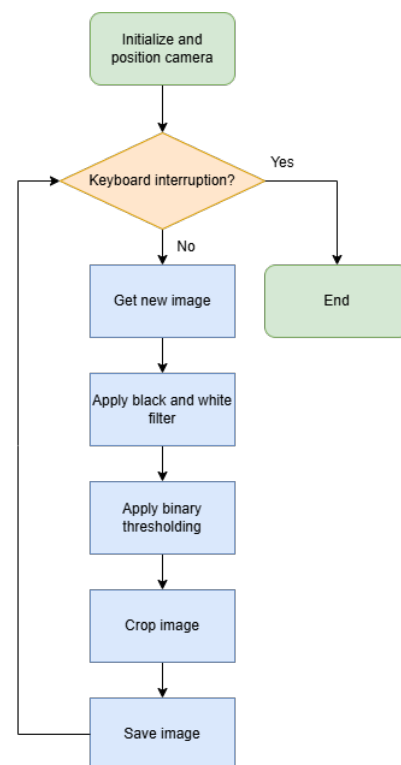 Initialize and
position camera
Keyboard interruption?
Yes
No
Get new image
End
Apply black and white
filter
Apply binary
thresholding
Crop image
Save image